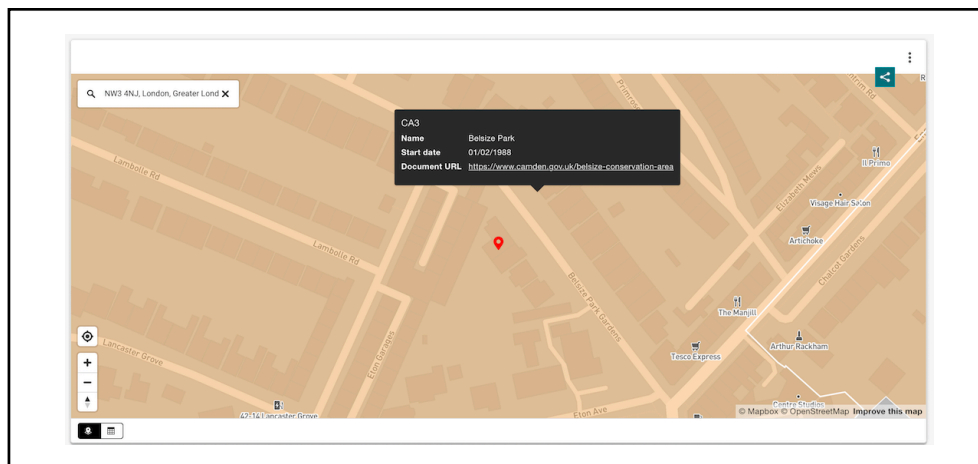 NW3 4NJ, London, Greater Lond
CA3
Name Belsize Park
Start date 01/02/1988
Document URL https://www.camden.gov.uk/belsize-conservation-area
Lambolle Rd
Lambolle Rd
Lancaster Grove
Eton Garages
42-14 Lancaster Grove
Belsize Park Gardens
Eton Ave
Elizabeth Mews
Il Primo
Visage Hair Salon
Artichoke
Chalcot Gardens
The Manjill
Arthur Rackham
Tesco Express
Centre Studios
© Mapbox © OpenStreetMap Improve this map